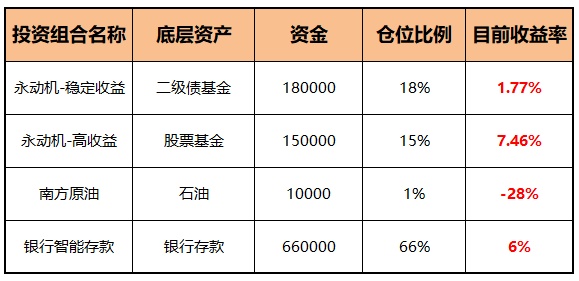 投资组合名称 底层资产 资金 仓位比例 目前收益率
永动机-稳定收益 二级债基金 180000 18% 1.77%
永动机-高收益 股票基金 150000 15% 7.46%
南方原油 石油 10000 1% -28%
银行智能存款 银行存款 660000 66% 6%